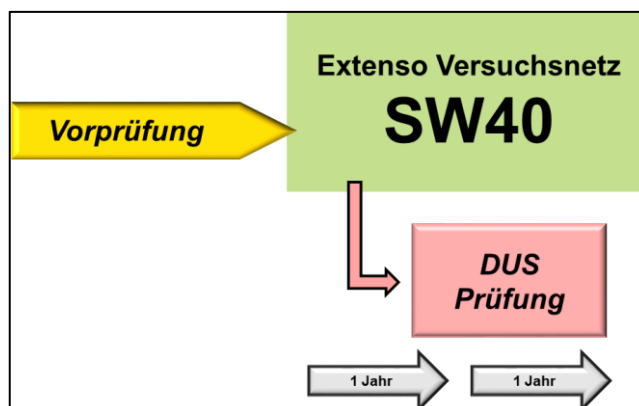 Extenso Versuchsnetz
SW40
Vorprüfung
DUS
Prüfung
1 Jahr
1 Jahr